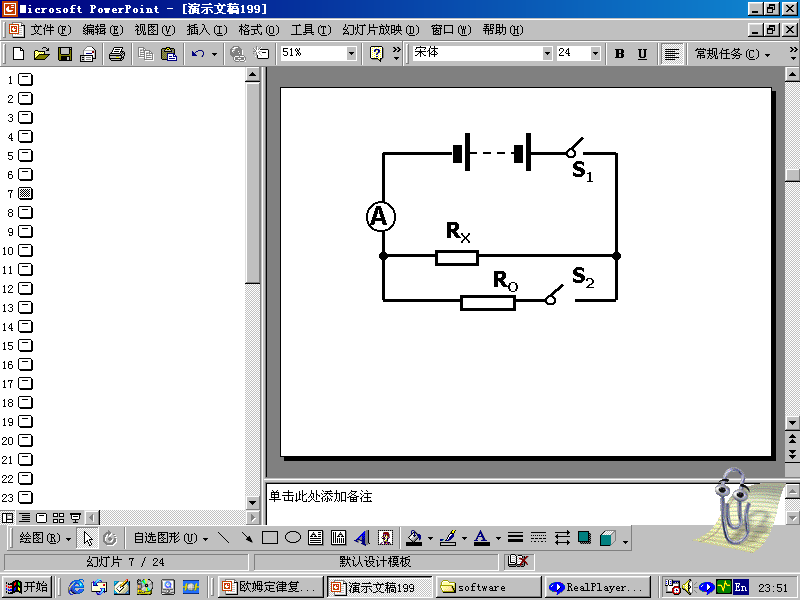 Microsoft PowerPoint - [演示文稿199]
文件(F) 编辑(E) 视图(V) 插入(I) 格式(O) 工具(T) 幻灯片放映(D) 窗口(W) 帮助(H)
51% 宋体 24 B U 常规任务(C)
1
2
3
4
5
6
7
8
9
10
11
12
13
14
15
16
17
18
19
20
21
22
23
S1
A
RX
S2
RO
单击此处添加备注
绘图(R) 自选图形(U) A A
幻灯片 7 / 24 默认设计模板
开始 欧姆定律复... 演示文稿199 software RealPlayer... En 23:51